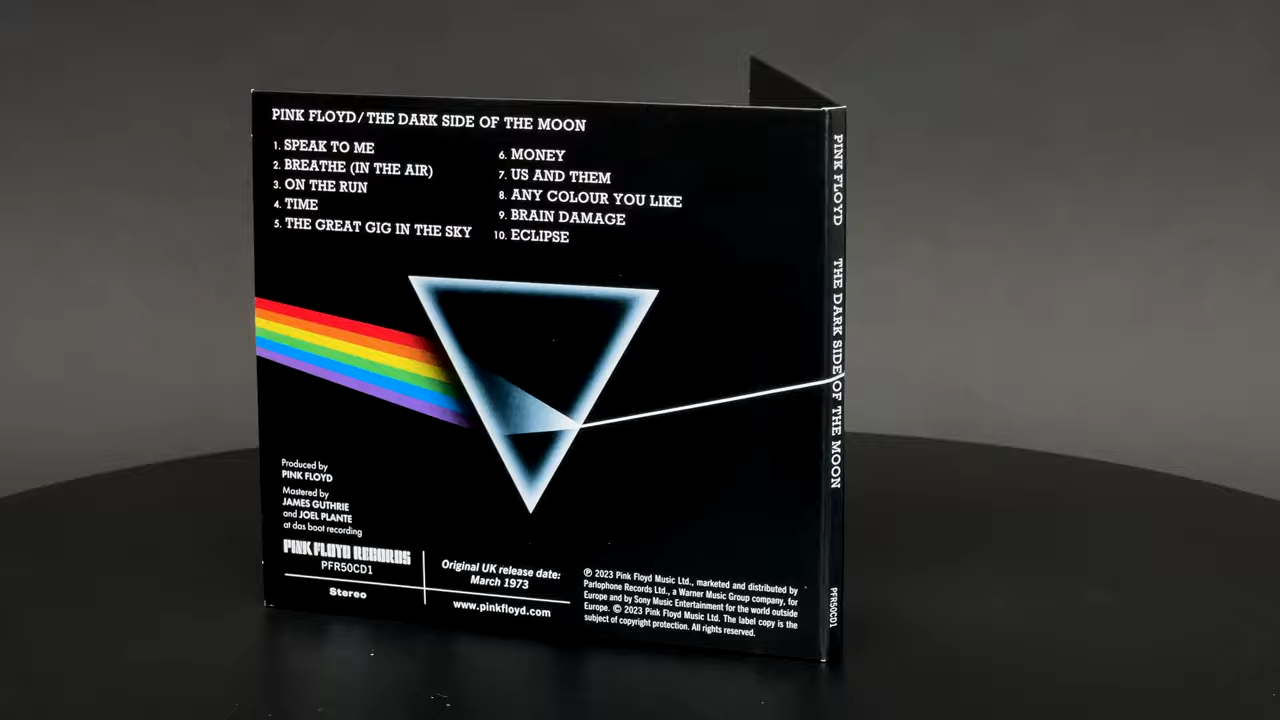 PINK FLOYD/THE DARK SIDE OF THE MOON
1. SPEAK TO ME
2. BREATHE (IN THE AIR)
3. ON THE RUN
4. TIME
5. THE GREAT GIG IN THE SKY
6. MONEY
7. US AND THEM
8. ANY COLOUR YOU LIKE
9. BRAIN DAMAGE
10. ECLIPSE
Produced by
PINK FLOYD
Mastered by
JAMES GUTHRIE
and JOEL PLANTE
at das boot recording
PINK FLOYD RECORDS
PFR50CD1
Stereo
Original UK release date:
March 1973
www.pinkfloyd.com
℗ 2023 Pink Floyd Music Ltd., marketed and distributed by
Parlophone Records Ltd., a Warner Music Group company, for
Europe and by Sony Music Entertainment for the world outside
Europe. © 2023 Pink Floyd Music Ltd. The label copy is the
subject of copyright protection. All rights reserved.
PINK FLOYD THE DARK SIDE OF THE MOON PFR50CD1